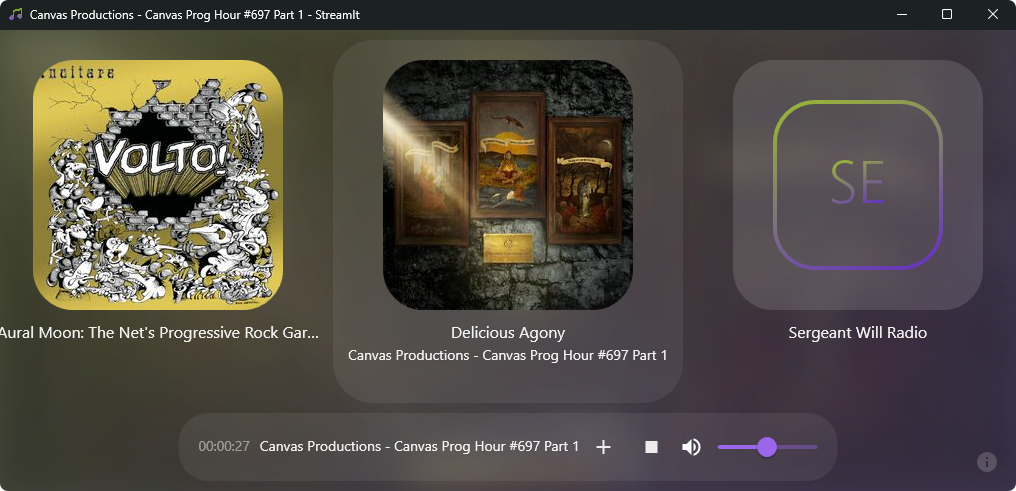 Canvas Productions - Canvas Prog Hour #697 Part 1 - StreamIt
VOLTO!
SE
Aural Moon: The Net's Progressive Rock Gar...
Delicious Agony
Sergeant Will Radio
Canvas Productions - Canvas Prog Hour #697 Part 1
00:00:27 Canvas Productions - Canvas Prog Hour #697 Part 1